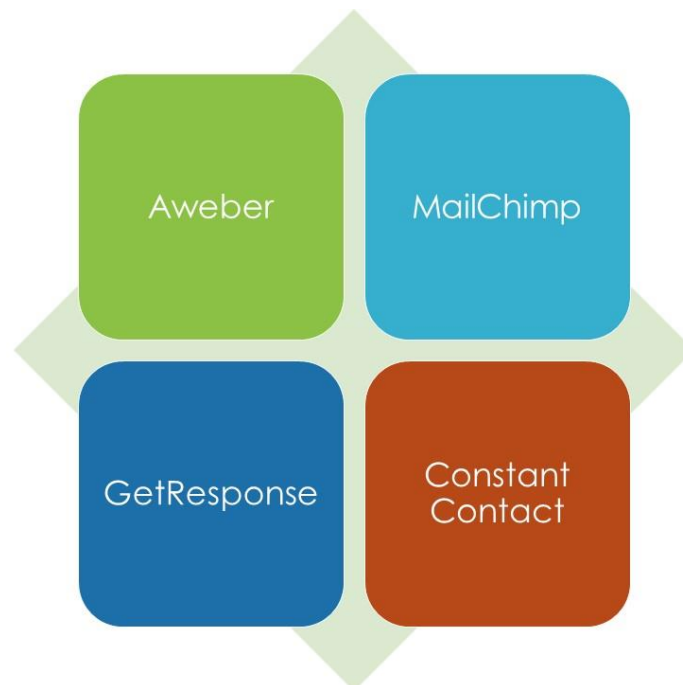 Aweber
MailChimp
GetResponse
Constant
Contact